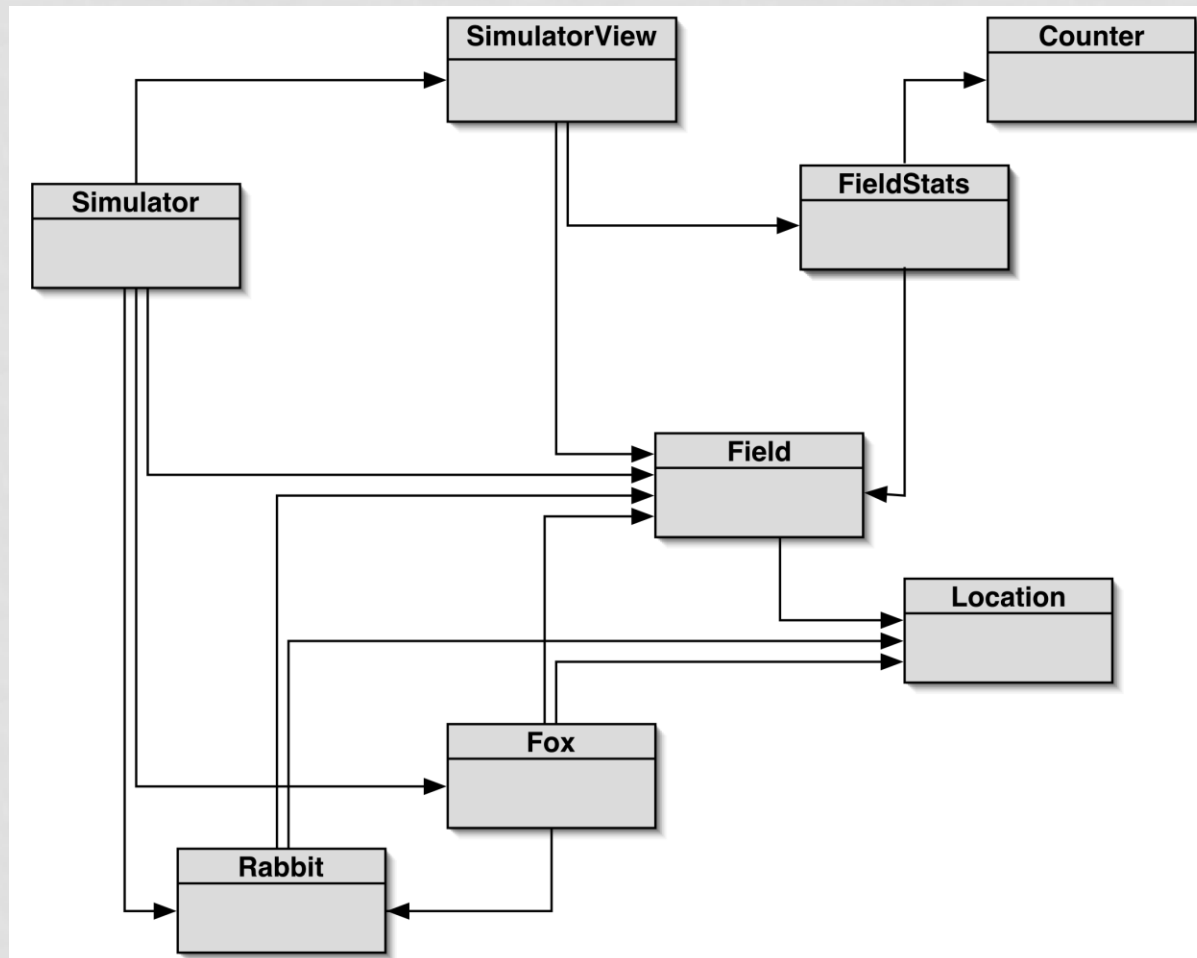 SimulatorView
Counter
Simulator
FieldStats
Field
Location
Fox
Rabbit